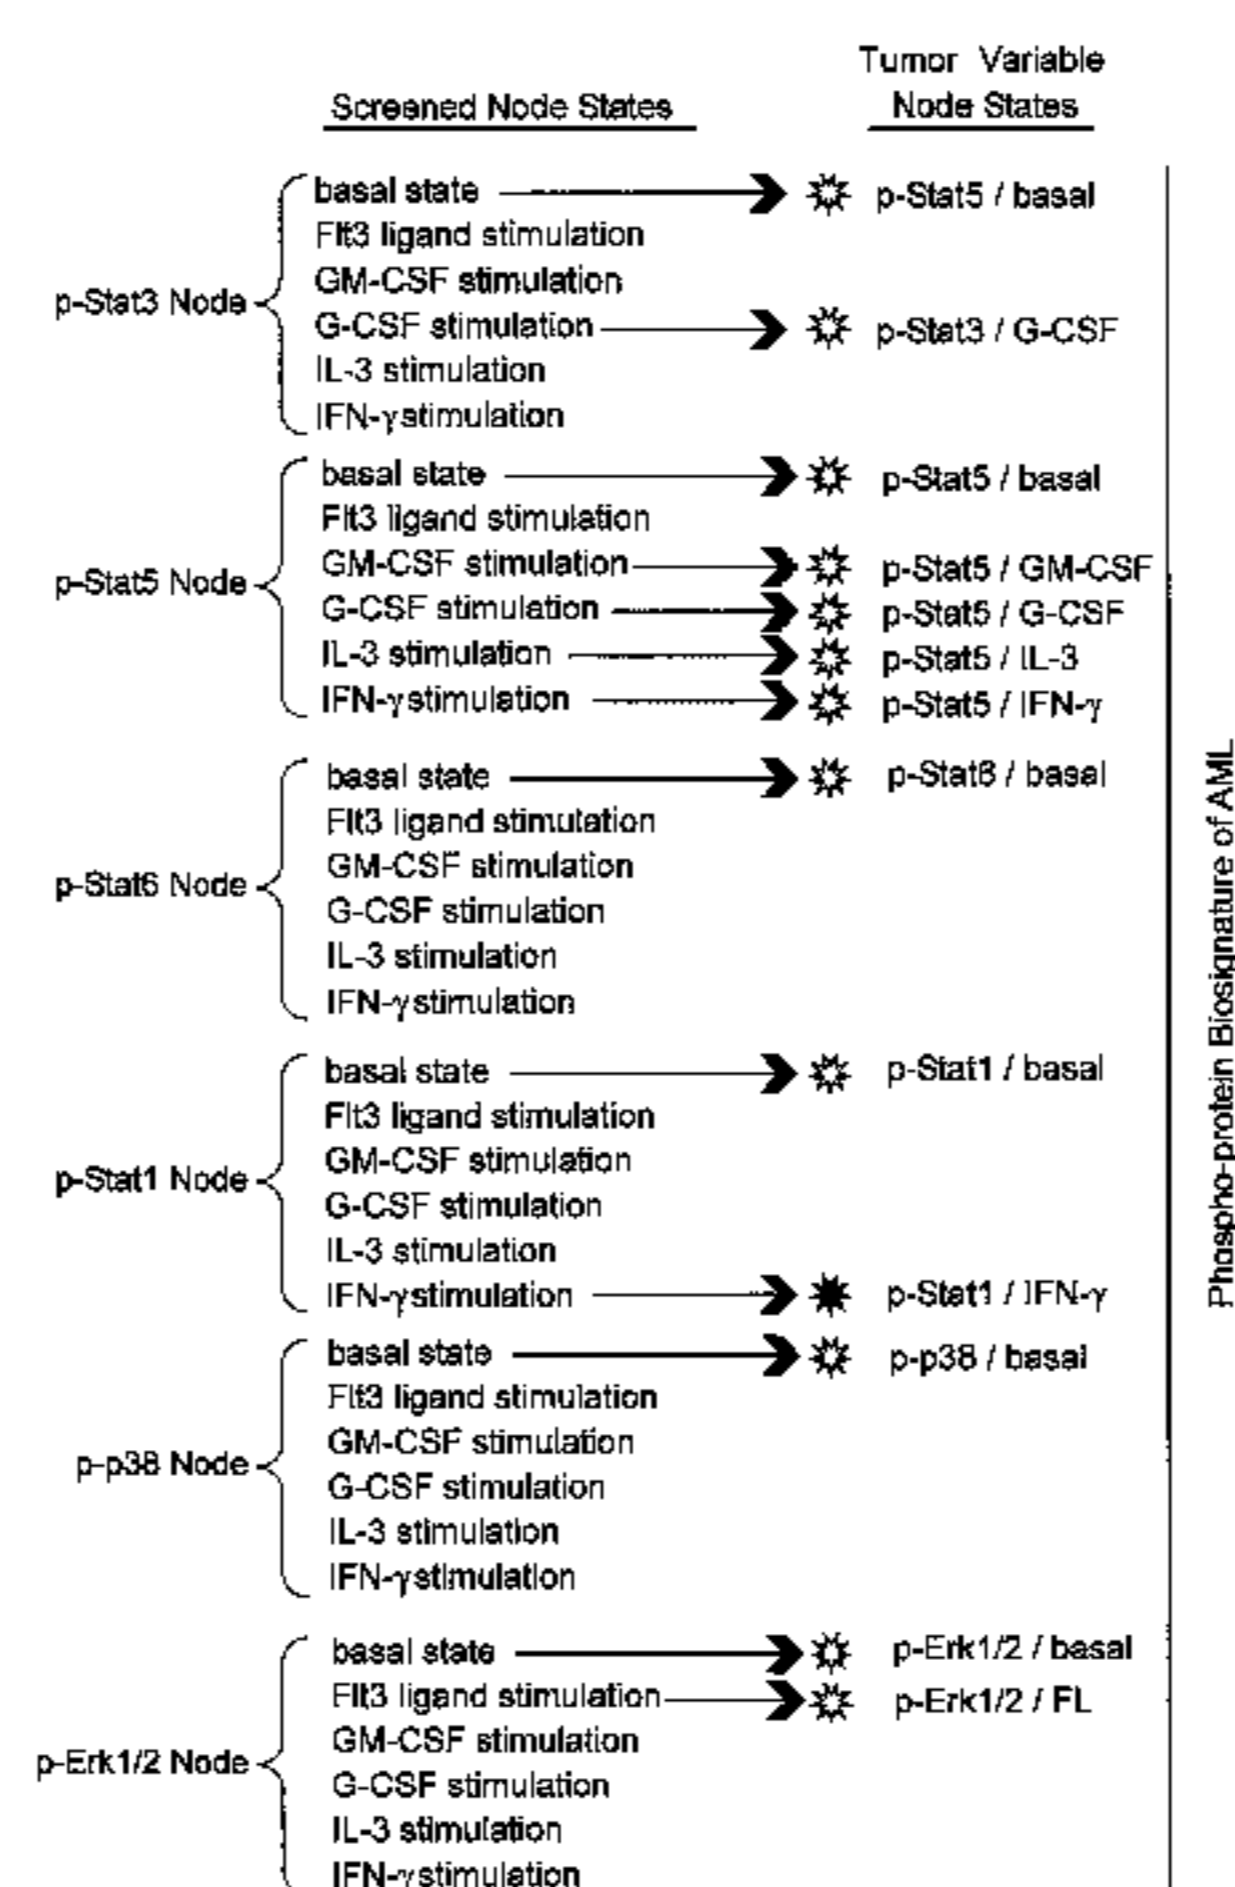 Tumor Variable
Screened Node States Node States
basal state p-Stat5 / basal
Flt3 ligand stimulation
GM-CSF stimulation
p-Stat3 Node
G-CSF stimulation p-Stat3 / G-CSF
IL-3 stimulation
IFN-γ stimulation
basal state p-Stat5 / basal
Flt3 ligand stimulation
GM-CSF stimulation p-Stat5 / GM-CSF
p-Stat5 Node
G-CSF stimulation p-Stat5 / G-CSF
IL-3 stimulation p-Stat5 / IL-3
IFN-γ stimulation p-Stat5 / IFN-γ
basal state p-Stat6 / basal
Flt3 ligand stimulation
GM-CSF stimulation
p-Stat6 Node
G-CSF stimulation
IL-3 stimulation
IFN-γ stimulation
basal state p-Stat1 / basal
Flt3 ligand stimulation
GM-CSF stimulation
p-Stat1 Node
G-CSF stimulation
IL-3 stimulation
IFN-γ stimulation p-Stat1 / IFN-γ
basal state p-p38 / basal
Flt3 ligand stimulation
GM-CSF stimulation
p-p38 Node
G-CSF stimulation
IL-3 stimulation
IFN-γ stimulation
basal state p-Erk1/2 / basal
Flt3 ligand stimulation p-Erk1/2 / FL
GM-CSF stimulation
p-Erk1/2 Node
G-CSF stimulation
IL-3 stimulation
IFN-γ stimulation
Phospho-protein Biosignature of AML